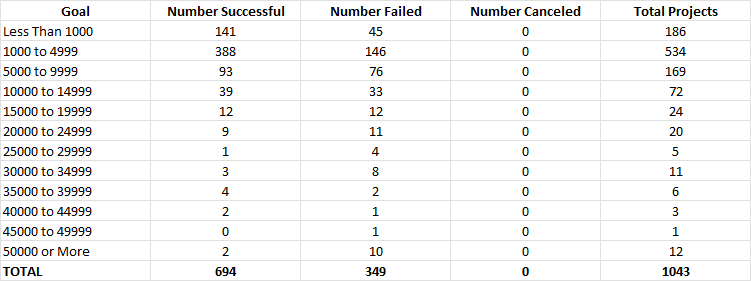 Goal Number Successful Number Failed Number Canceled Total Projects
Less Than 1000 141 45 0 186
1000 to 4999 388 146 0 534
5000 to 9999 93 76 0 169
10000 to 14999 39 33 0 72
15000 to 19999 12 12 0 24
20000 to 24999 9 11 0 20
25000 to 29999 1 4 0 5
30000 to 34999 3 8 0 11
35000 to 39999 4 2 0 6
40000 to 44999 2 1 0 3
45000 to 49999 0 1 0 1
50000 or More 2 10 0 12
TOTAL 694 349 0 1043